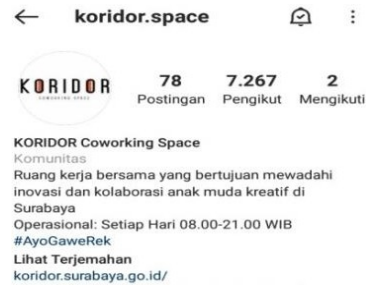 koridor.space
KORIDOR
COWORKING SPACE
78 7.267 2
Postingan Pengikut Mengikuti
KORIDOR Coworking Space
Komunitas
Ruang kerja bersama yang bertujuan mewadahi
inovasi dan kolaborasi anak muda kreatif di
Surabaya
Operasional: Setiap Hari 08.00-21.00 WIB
#AyoGaweRek
Lihat Terjemahan
koridor.surabaya.go.id/